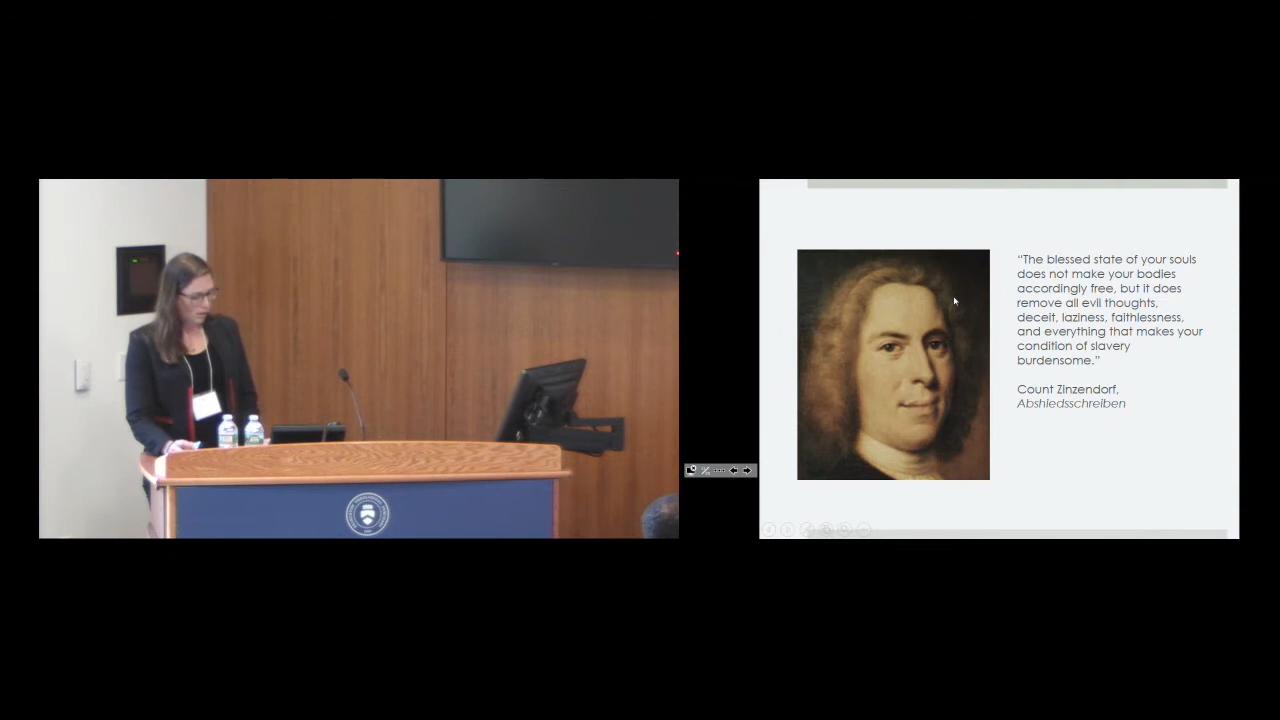 “The blessed state of your souls
does not make your bodies
accordingly free, but it does
remove all evil thoughts,
deceit, laziness, faithlessness,
and everything that makes your
condition of slavery
burdensome.”
Count Zinzendorf,
Abshiedsschreiben